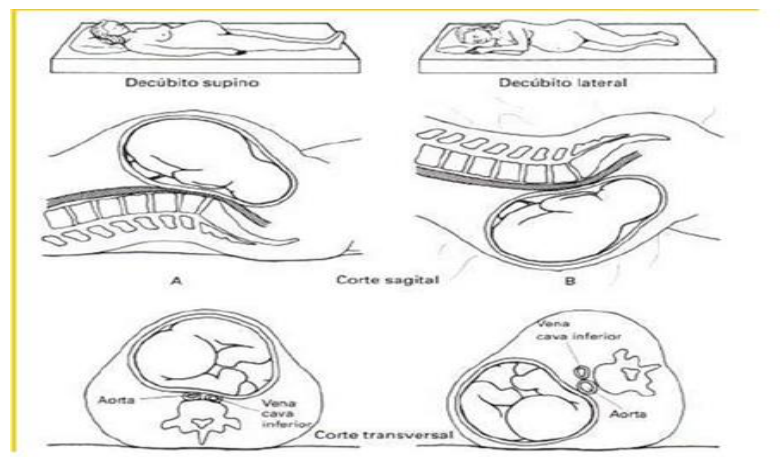 Decúbito supino
Decúbito lateral
A
Corte sagital
B
Aorta
Vena
cava
inferior
Vena
cava inferior
Aorta
Corte transversal